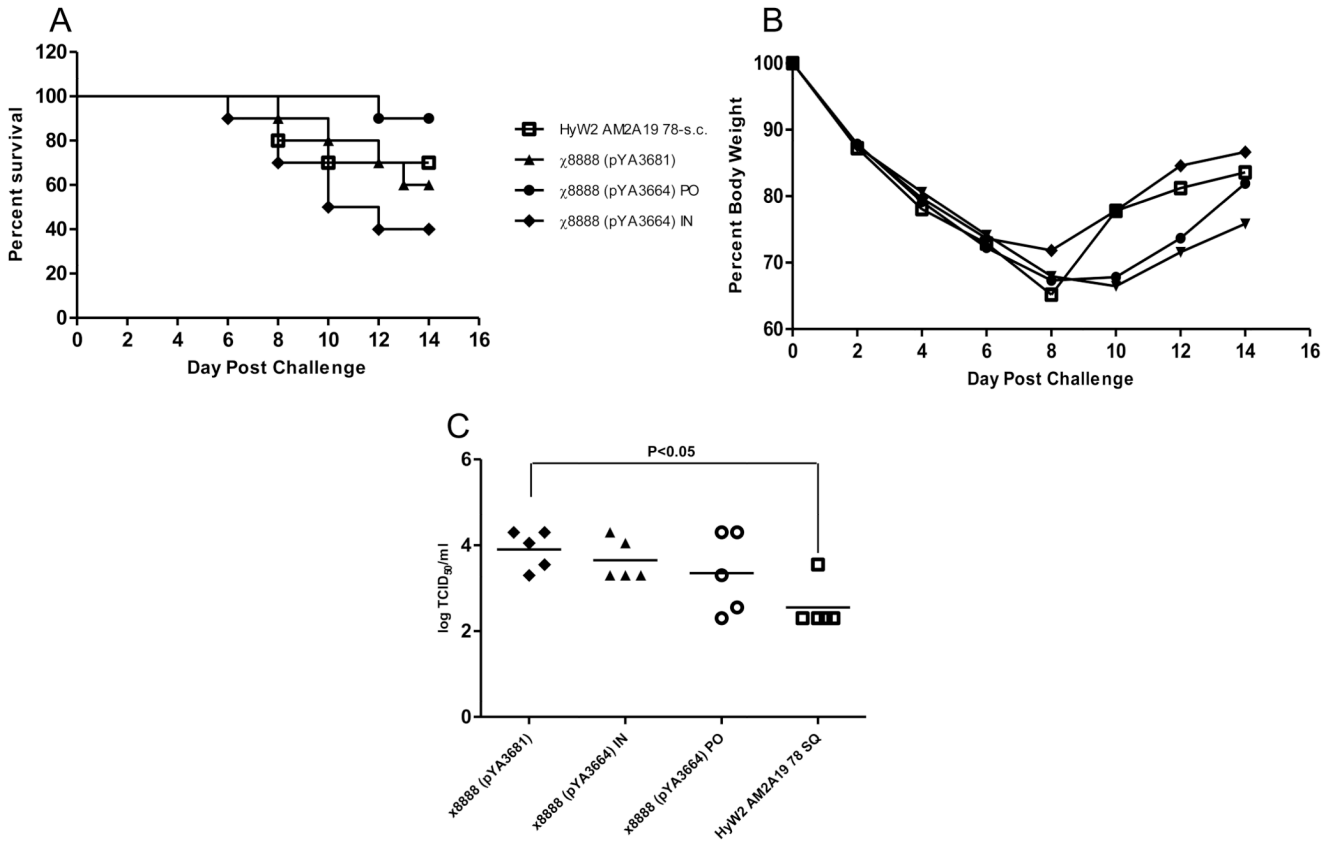 A
120
100
80
60
40
20
0
Percent survival
0 2 4 6 8 10 12 14 16
Day Post Challenge
HyW2 AM2A19 78-s.c.
χ8888 (pYA3681)
χ8888 (pYA3664) PO
χ8888 (pYA3664) IN
B
100
90
80
70
60
Percent Body Weight
0 2 4 6 8 10 12 14 16
Day Post Challenge
C
P<0.05
6
4
2
0
log TCID₅₀/ml
x8888 (pYA3681)
x8888 (pYA3664) IN
x8888 (pYA3664) PO
HyW2 AM2A19 78 SQ